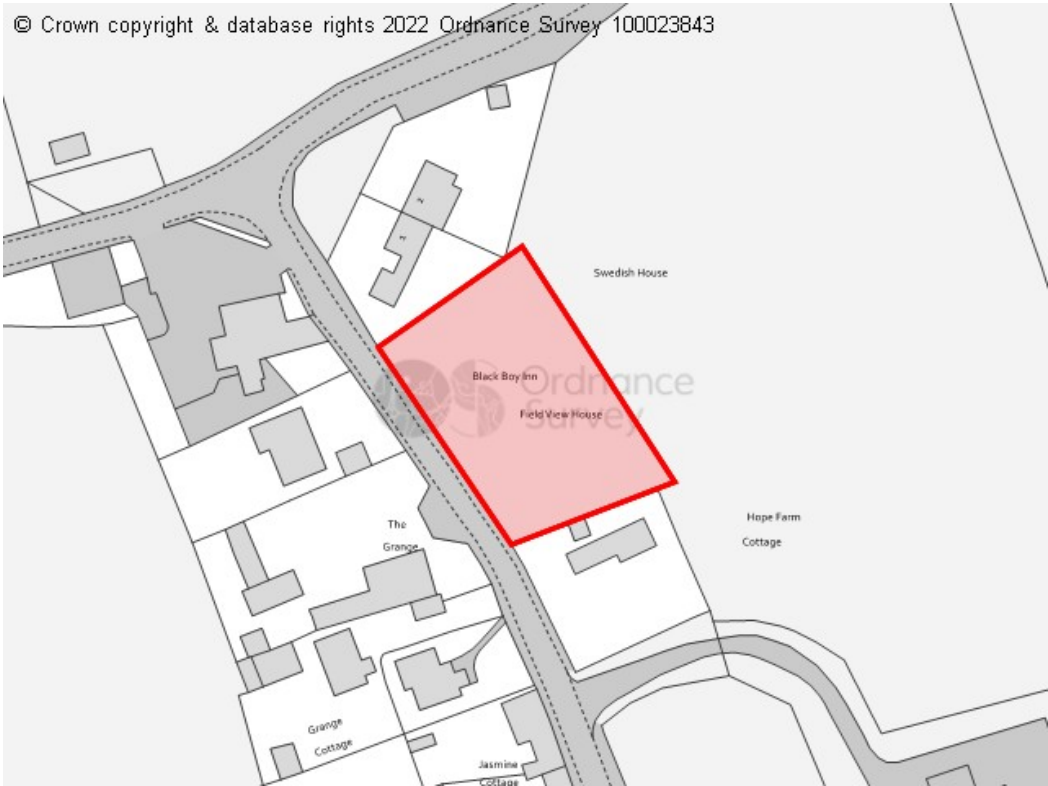 © Crown copyright & database rights 2022 Ordnance Survey 100023843
2
1
Swedish House
Black Boy Inn
Ordnance
Survey
Field View House
The
Grange
Hope Farm
Cottage
Grange
Cottage
Jasmine
Cottage